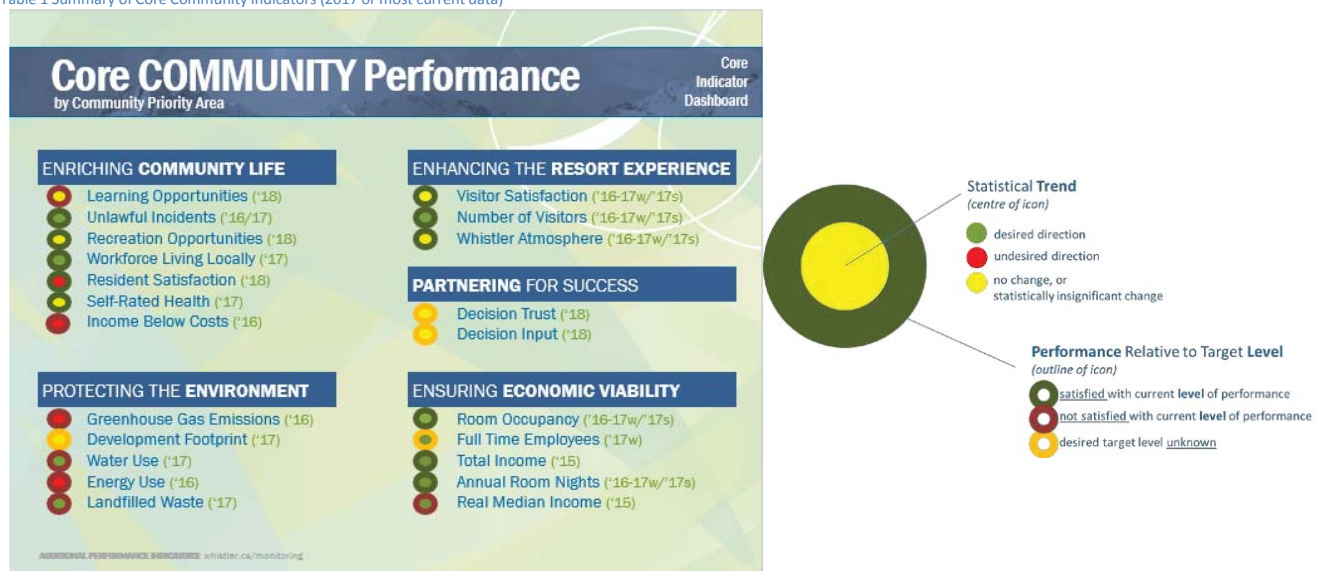 Table 1 Summary of Core Community Indicators (2017 or most current data)
Core COMMUNITY Performance
by Community Priority Area
Core
Indicator
Dashboard
ENRICHING COMMUNITY LIFE
Learning Opportunities ('18)
Unlawful Incidents ('16/17)
Recreation Opportunities ('18)
Workforce Living Locally ('17)
Resident Satisfaction ('18)
Self-Rated Health ('17)
Income Below Costs ('16)
ENHANCING THE RESORT EXPERIENCE
Visitor Satisfaction ('16-17w/'17s)
Number of Visitors ('16-17w/'17s)
Whistler Atmosphere ('16-17w/'17s)
PARTNERING FOR SUCCESS
Decision Trust ('18)
Decision Input ('18)
PROTECTING THE ENVIRONMENT
Greenhouse Gas Emissions ('16)
Development Footprint ('17)
Water Use ('17)
Energy Use ('16)
Landfilled Waste ('17)
ENSURING ECONOMIC VIABILITY
Room Occupancy ('16-17w/'17s)
Full Time Employees ('17w)
Total Income ('15)
Annual Room Nights ('16-17w/'17s)
Real Median Income ('15)
ADDITIONAL PERFORMANCE INDICATORS: whistler.ca/monitoring
Statistical Trend
(centre of icon)
desired direction
undesired direction
no change, or
statistically insignificant change
Performance Relative to Target Level
(outline of icon)
satisfied with current level of performance
not satisfied with current level of performance
desired target level unknown